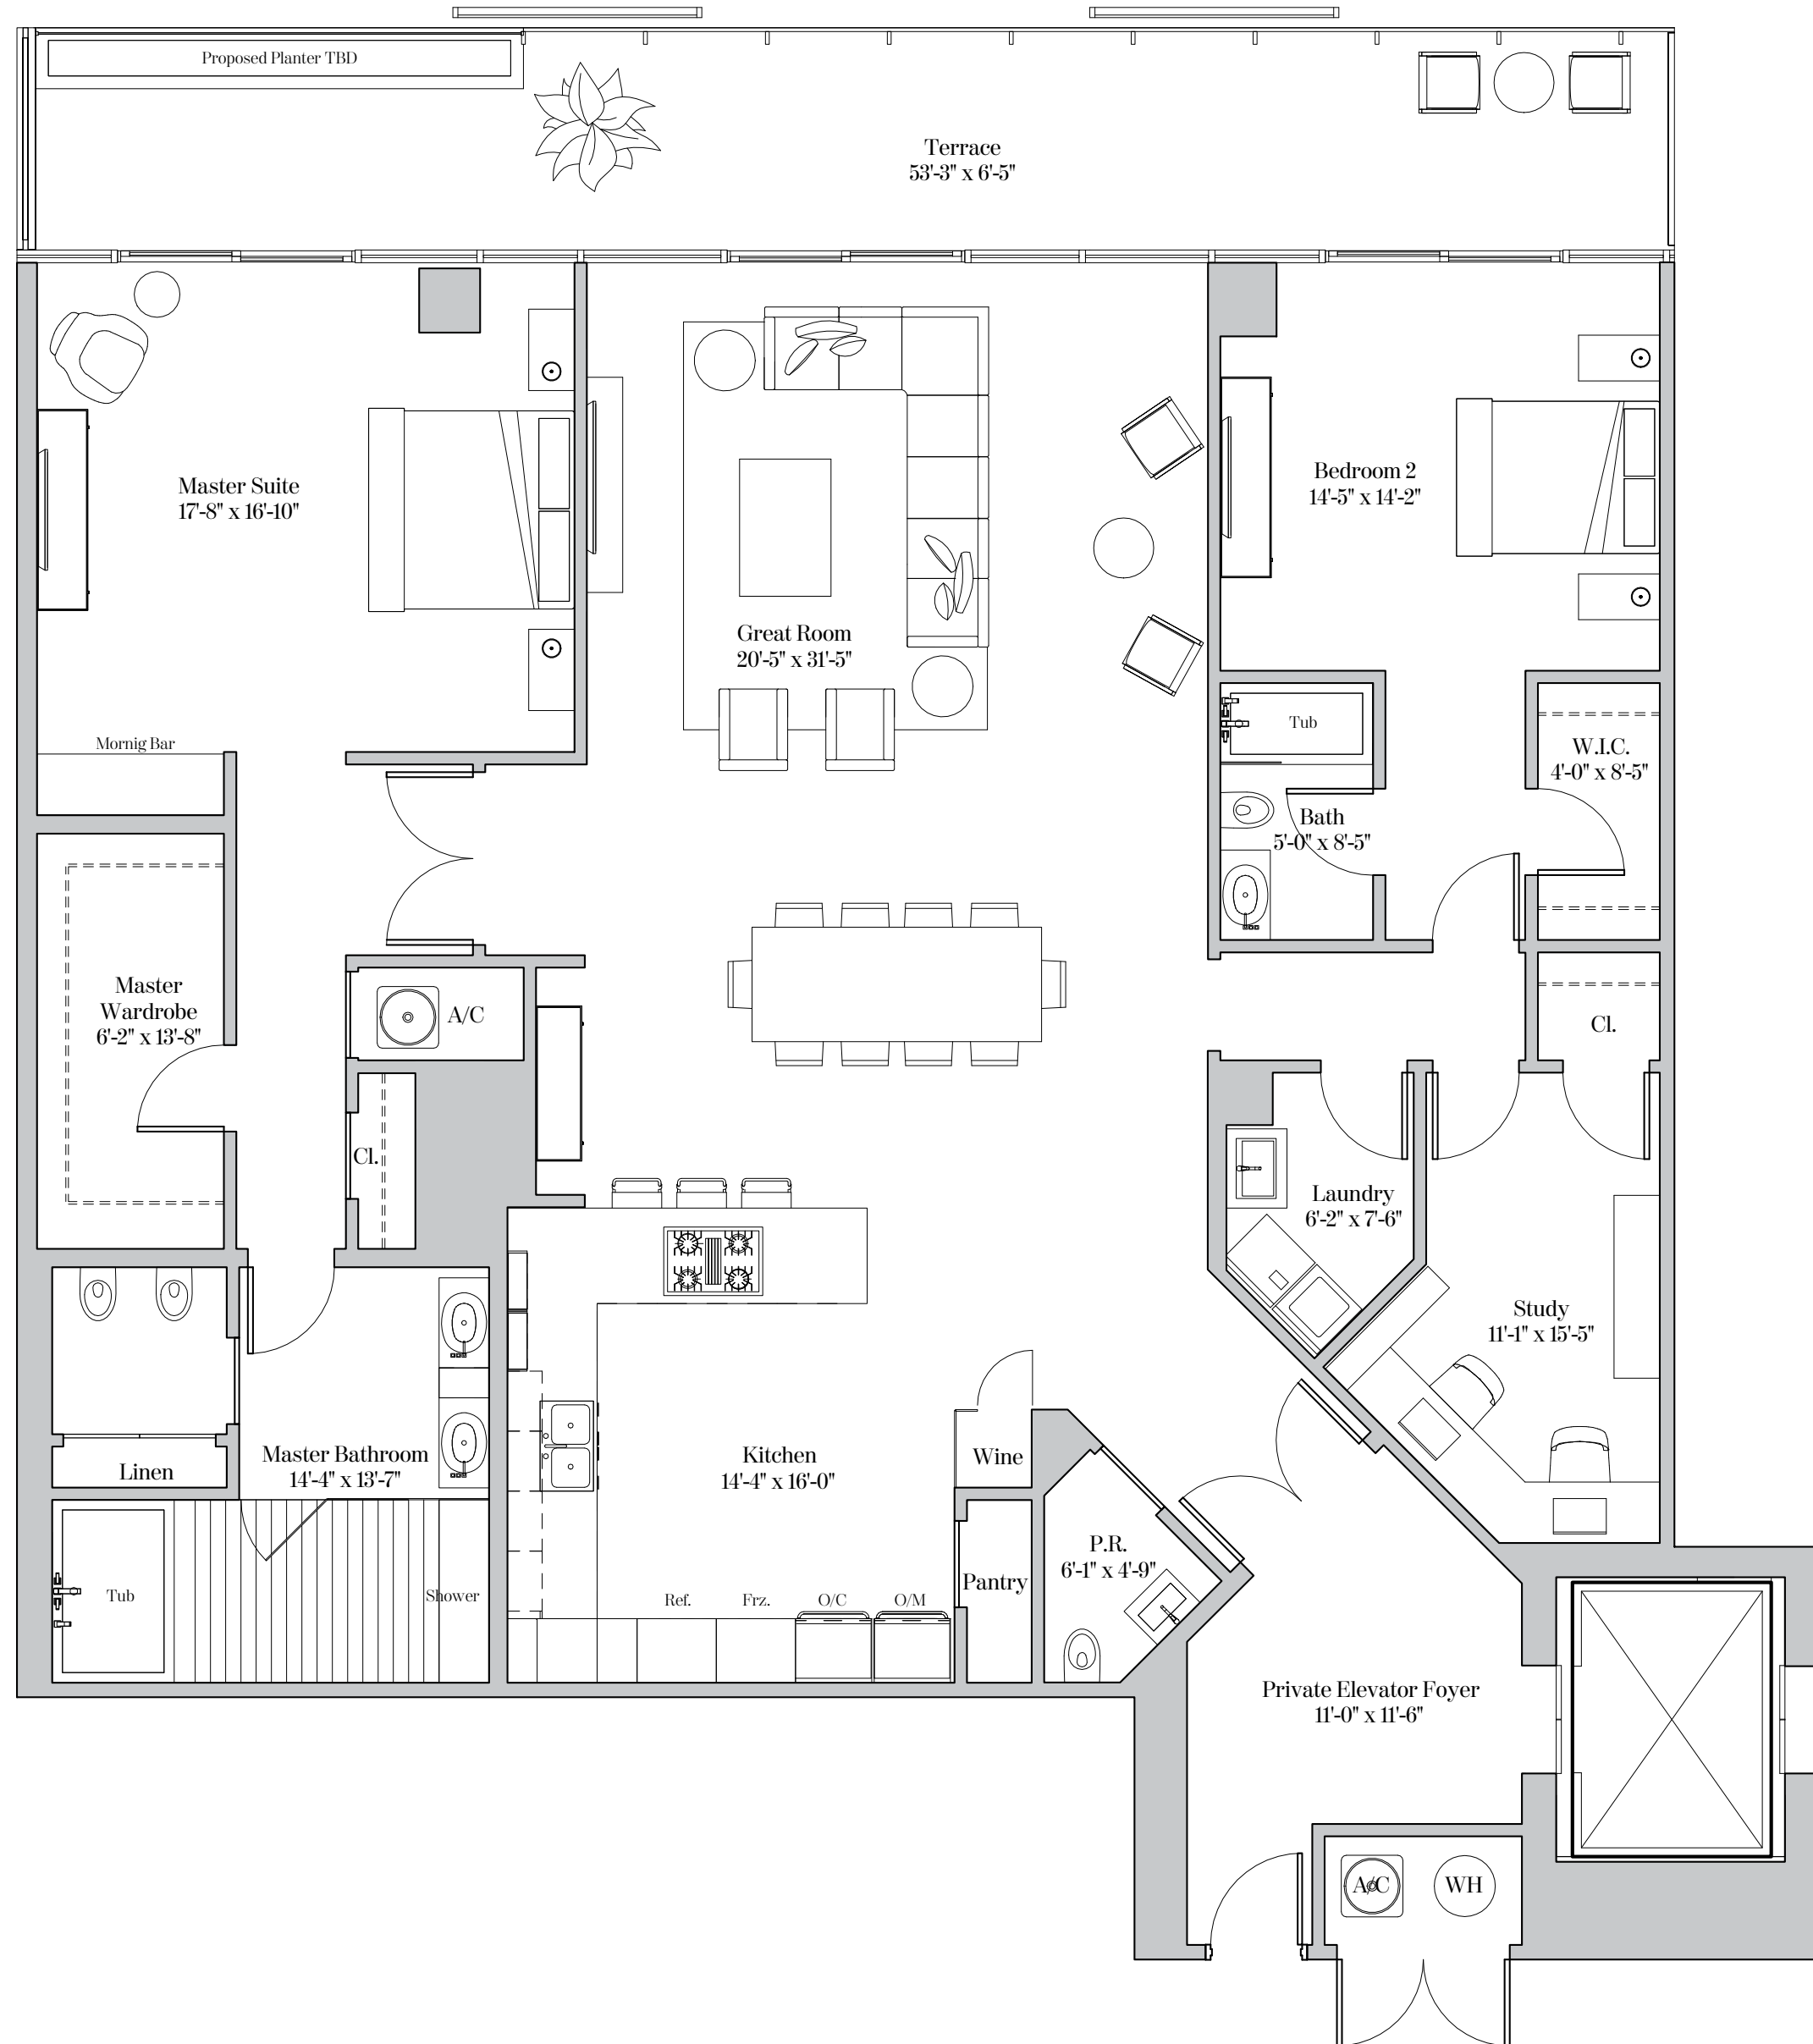 Proposed Planter TBD
Terrace
53'-3" x 6'-5"
Master Suite
17'-8" x 16'-10"
Bedroom 2
14'-5" x 14'-2"
Great Room
20'-5" x 31'-5"
Mornig Bar
Tub
W.I.C.
4'-0" x 8'-5"
Bath
5'-0" x 8'-5"
Master
Wardrobe
6'-2" x 13'-8"
A/C
Cl.
Cl.
Laundry
6'-2" x 7'-6"
Study
11'-1" x 15'-5"
Linen
Master Bathroom
14'-4" x 13'-7"
Kitchen
14'-4" x 16'-0"
Wine
P.R.
6'-1" x 4'-9"
Pantry
Tub
Shower
Ref.
Frz.
O/C
O/M
Private Elevator Foyer
11'-0" x 11'-6"
A/C
WH